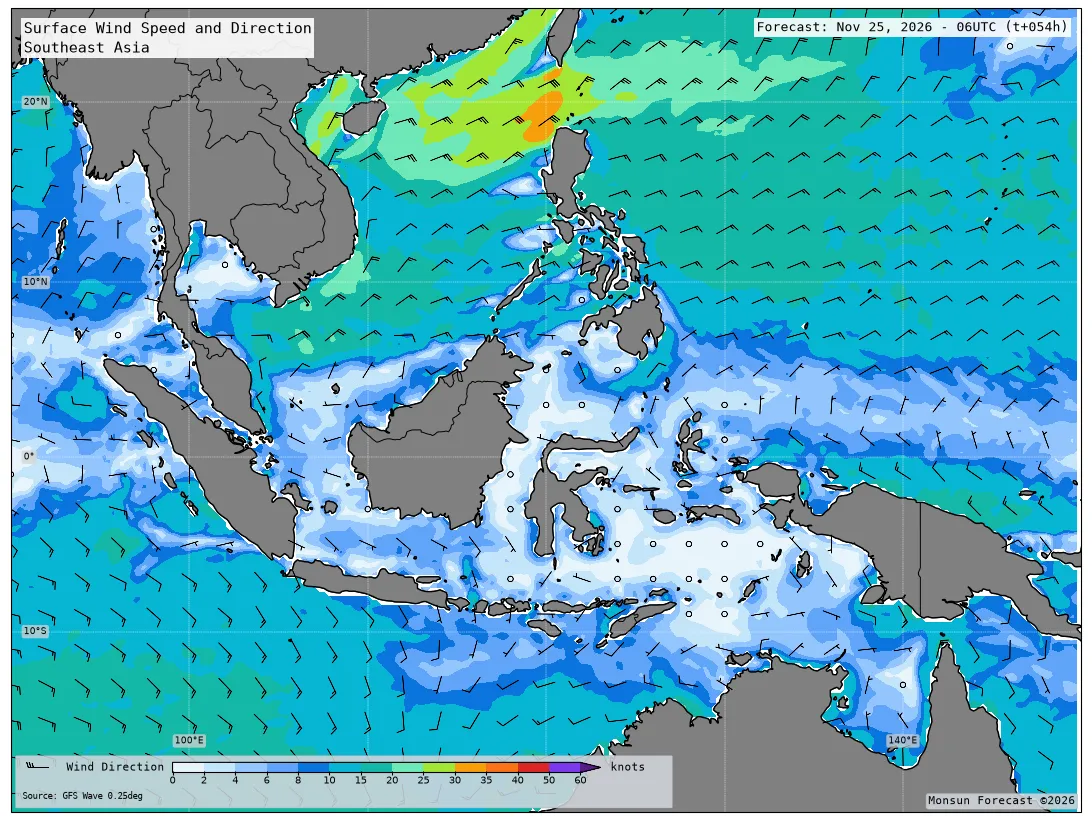 Surface Wind Speed and Direction
Southeast Asia
Forecast: Nov 25, 2026 - 06UTC (t+054h)
20°N
10°N
0°
10°S
100°E
140°E
Wind Direction
0 2 4 6 8 10 15 20 25 30 35 40 50 60
knots
Source: GFS Wave 0.25deg
Monsun Forecast ©2026